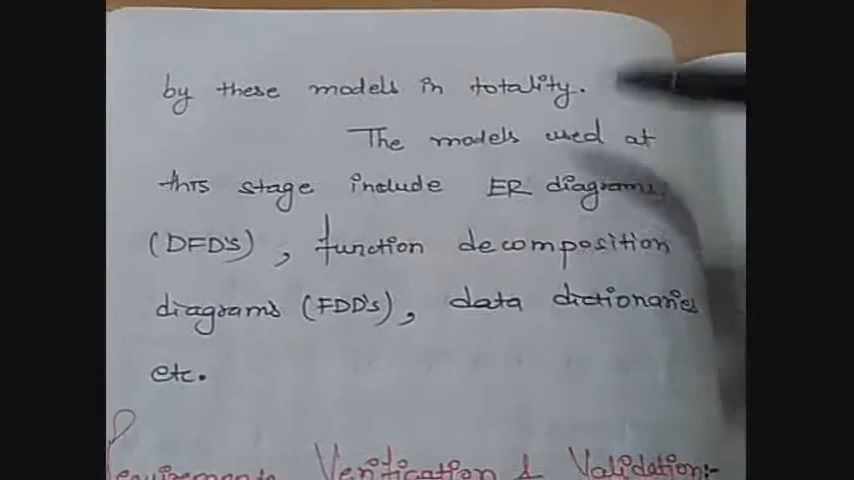 by these models in totality.
The models used at
this stage include ER diagrams,
(DFD's), function decomposition
diagrams (FDD's), data dictionaries
etc.
Requirements Verification & Validation:-